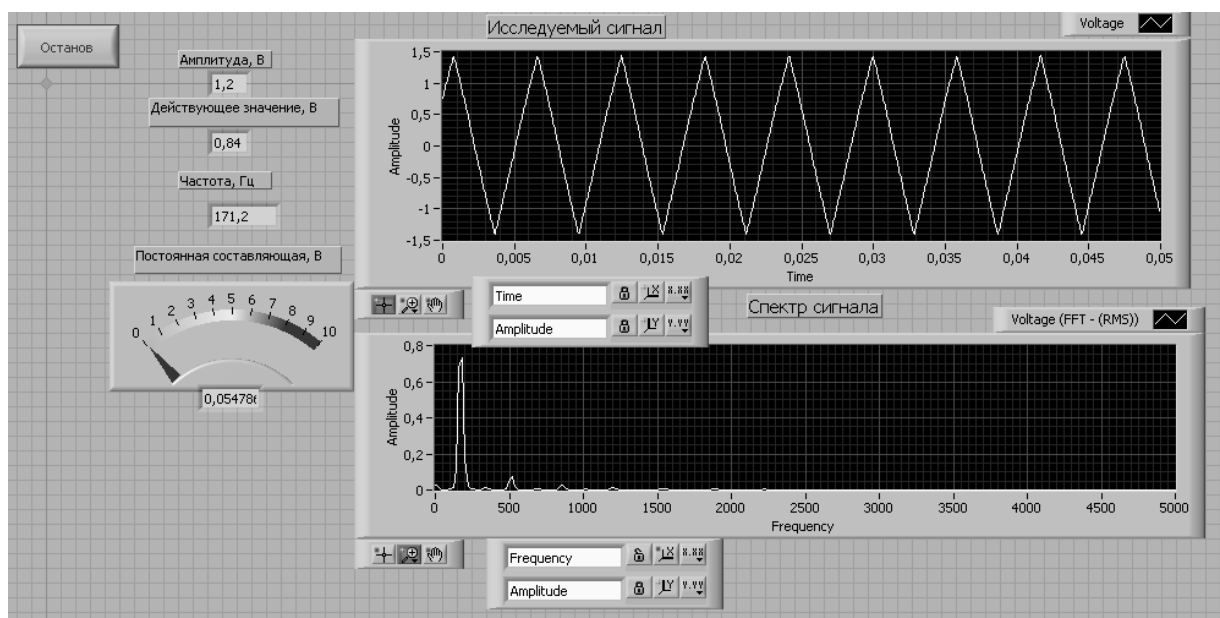 Останов
Амплитуда, В
1,2
Действующее значение, В
0,84
Частота, Гц
171,2
Постоянная составляющая, В
0 1 2 3 4 5 6 7 8 9 10
0,05478
Исследуемый сигнал
Voltage
Amplitude
1,5
1
0,5
0
-0,5
-1
-1,5
0 0,005 0,01 0,015 0,02 0,025 0,03 0,035 0,04 0,045 0,05
Time
Time
Amplitude
Спектр сигнала
Voltage (FFT - (RMS))
Amplitude
0,8
0,6
0,4
0,2
0
0 500 1000 1500 2000 2500 3000 3500 4000 4500 5000
Frequency
Frequency
Amplitude